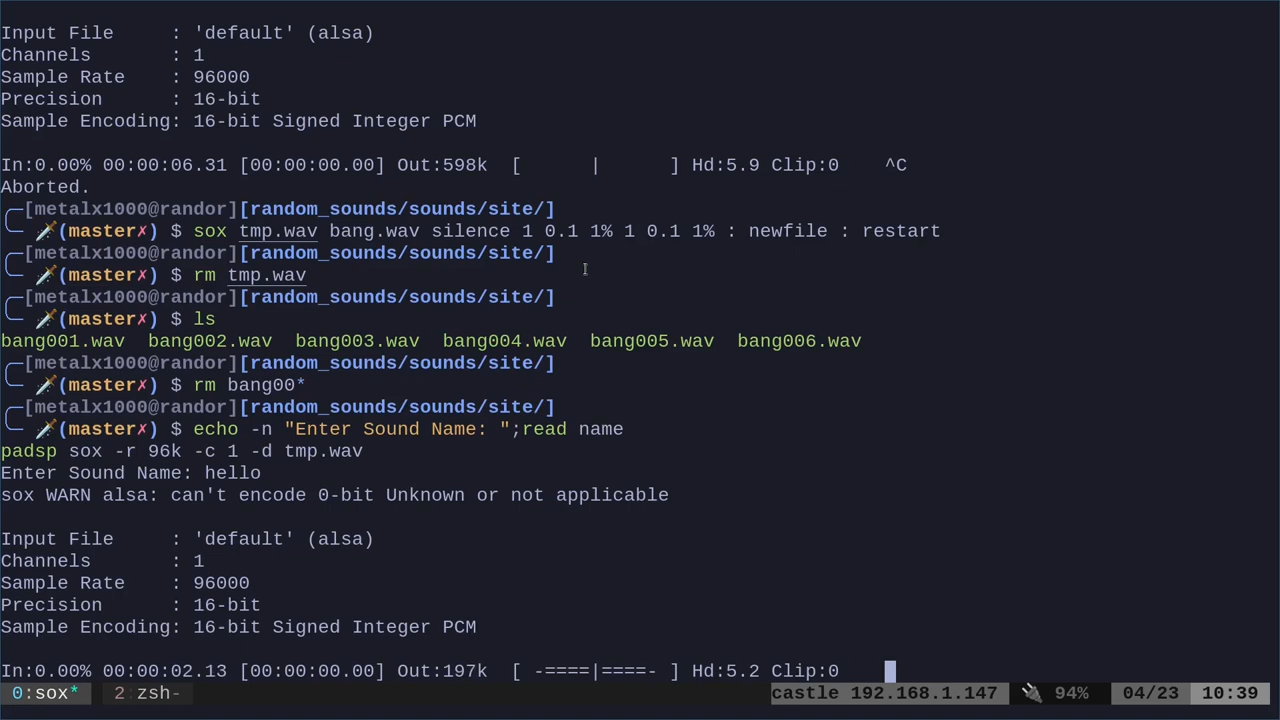 Input File     : 'default' (alsa)
Channels       : 1
Sample Rate    : 96000
Precision      : 16-bit
Sample Encoding: 16-bit Signed Integer PCM
In:0.00% 00:00:06.31 [00:00:00.00] Out:598k  [      |      ] Hd:5.9 Clip:0    ^C
Aborted.
╭─[metalx1000@randor][random_sounds/sounds/site/]
╰─ 🗡️(master✗) $ sox tmp.wav bang.wav silence 1 0.1 1% 1 0.1 1% : newfile : restart
╭─[metalx1000@randor][random_sounds/sounds/site/]
╰─ 🗡️(master✗) $ rm tmp.wav
╭─[metalx1000@randor][random_sounds/sounds/site/]
╰─ 🗡️(master✗) $ ls
bang001.wav  bang002.wav  bang003.wav  bang004.wav  bang005.wav  bang006.wav
╭─[metalx1000@randor][random_sounds/sounds/site/]
╰─ 🗡️(master✗) $ rm bang00*
╭─[metalx1000@randor][random_sounds/sounds/site/]
╰─ 🗡️(master✗) $ echo -n "Enter Sound Name: ";read name
padsp sox -r 96k -c 1 -d tmp.wav
Enter Sound Name: hello
sox WARN alsa: can't encode 0-bit Unknown or not applicable
Input File     : 'default' (alsa)
Channels       : 1
Sample Rate    : 96000
Precision      : 16-bit
Sample Encoding: 16-bit Signed Integer PCM
In:0.00% 00:00:02.13 [00:00:00.00] Out:197k  [ -====|====- ] Hd:5.2 Clip:0
0:sox*  2:zsh-  castle 192.168.1.147  🔌 94%  04/23  10:39